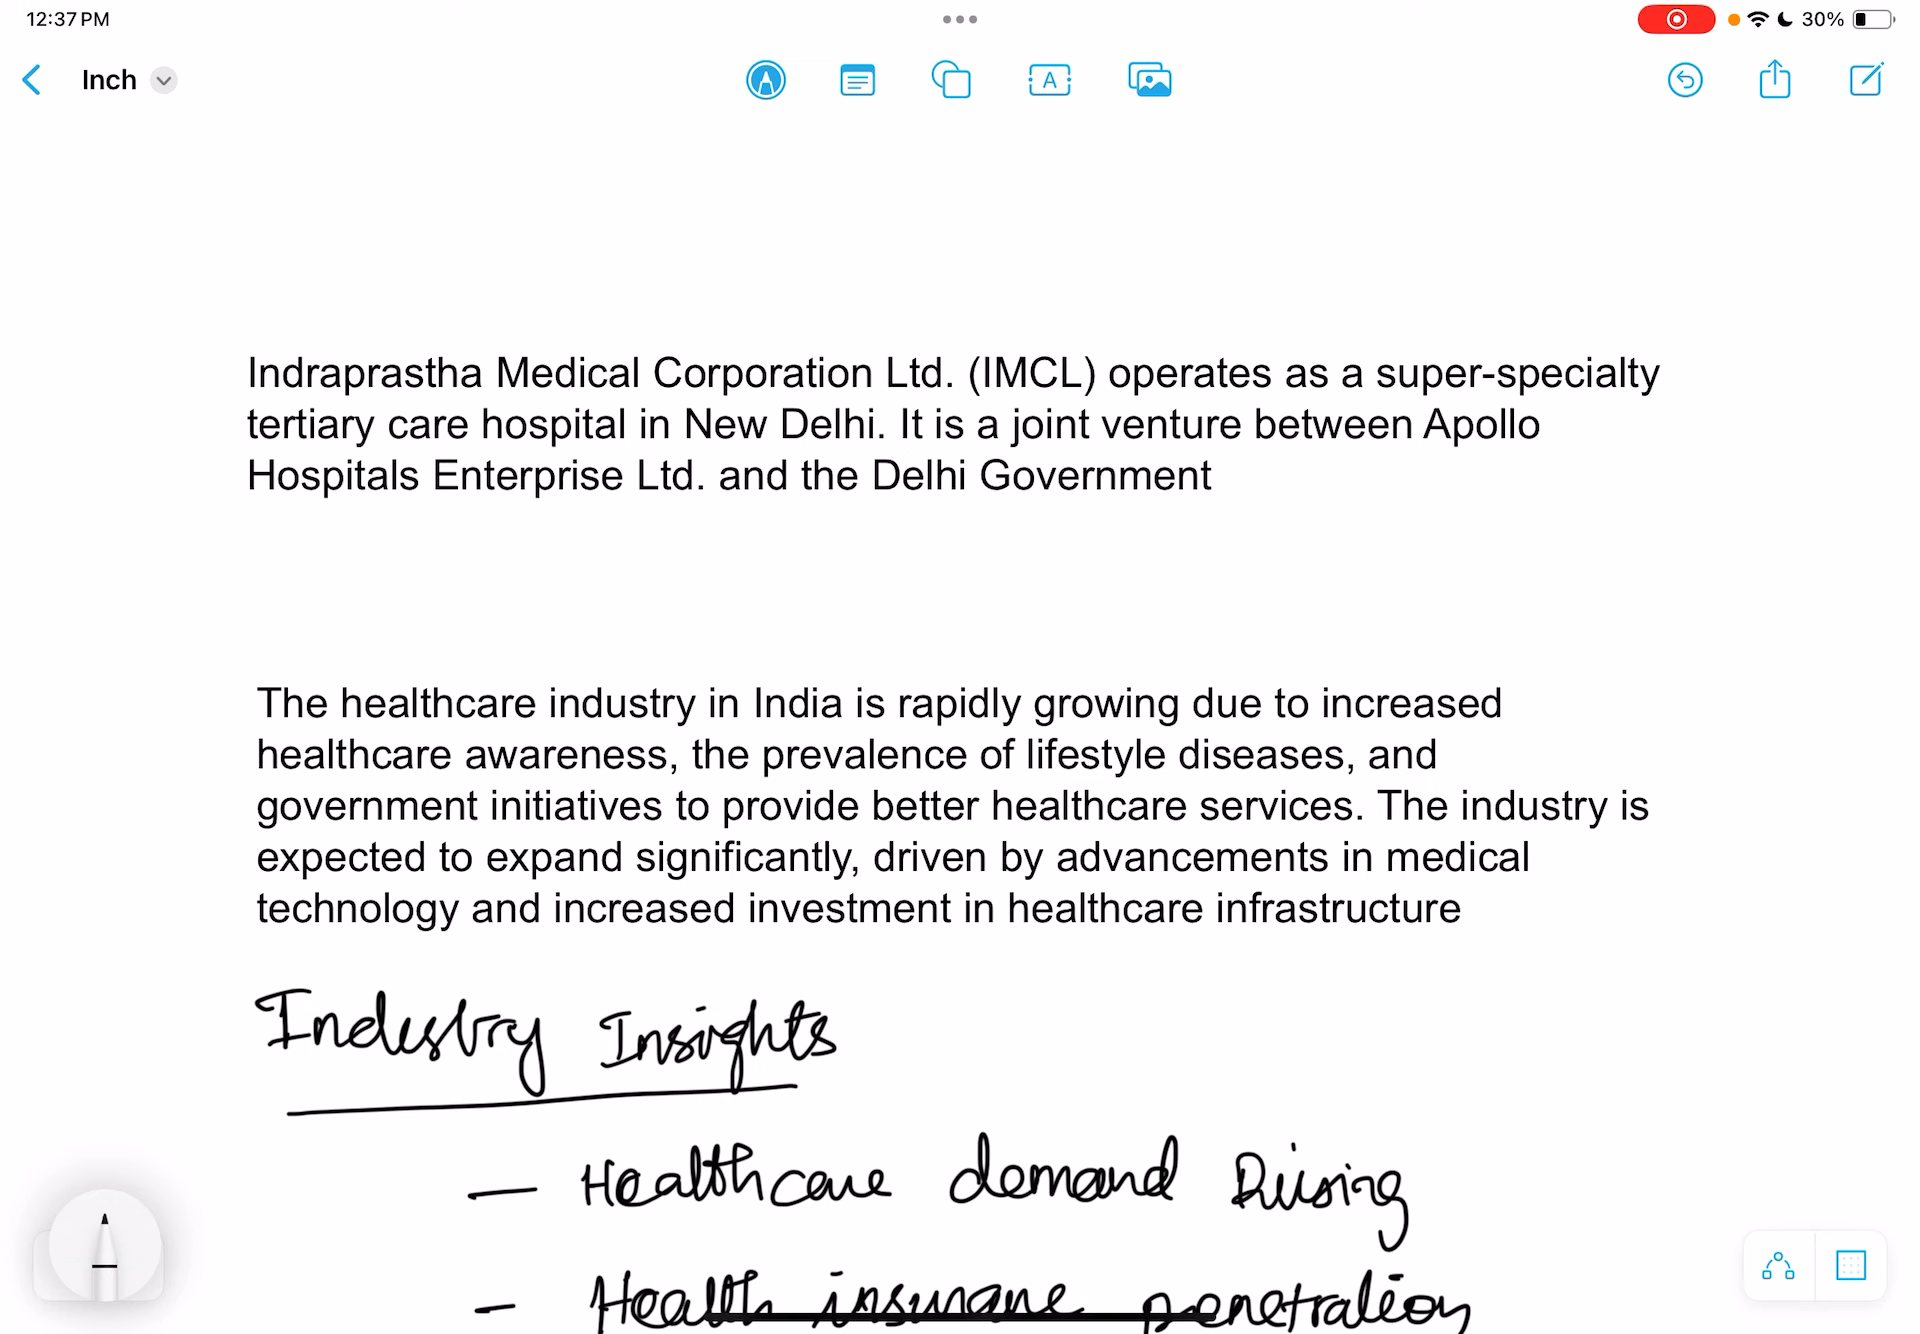 12:37 PM
30%
Inch
A
Indraprastha Medical Corporation Ltd. (IMCL) operates as a super-specialty
tertiary care hospital in New Delhi. It is a joint venture between Apollo
Hospitals Enterprise Ltd. and the Delhi Government
The healthcare industry in India is rapidly growing due to increased
healthcare awareness, the prevalence of lifestyle diseases, and
government initiatives to provide better healthcare services. The industry is
expected to expand significantly, driven by advancements in medical
technology and increased investment in healthcare infrastructure
Industry Insights
— Healthcare demand Rising
- Health insurance penetration